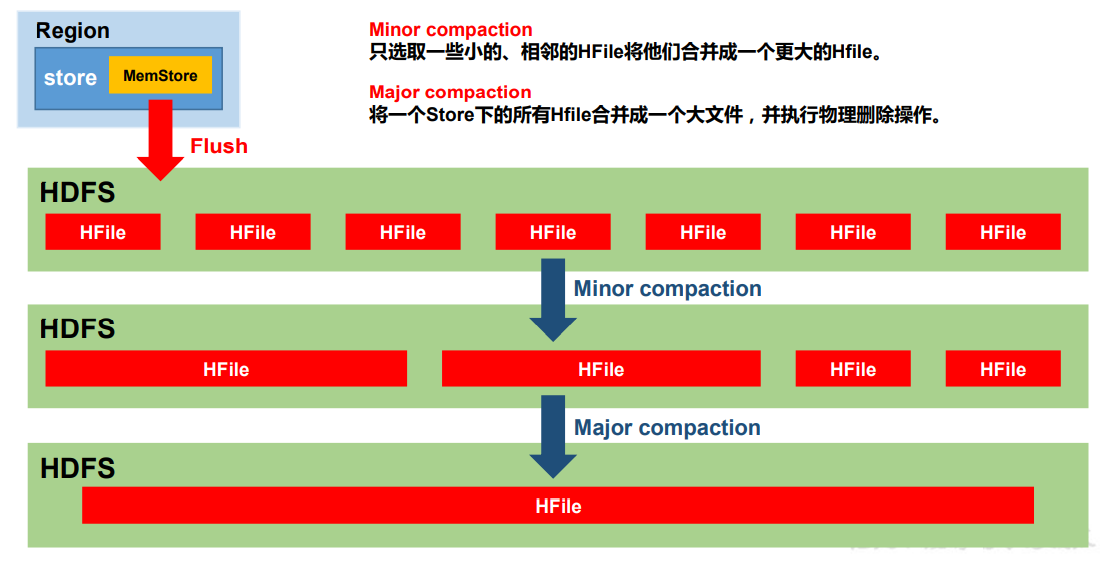 Region
store
MemStore
Flush
Minor compaction
只选取一些小的、相邻的HFile将他们合并成一个更大的Hfile。
Major compaction
将一个Store下的所有Hfile合并成一个大文件，并执行物理删除操作。
HDFS
HFile HFile HFile HFile HFile HFile HFile
Minor compaction
HDFS
HFile HFile HFile HFile
Major compaction
HDFS
HFile